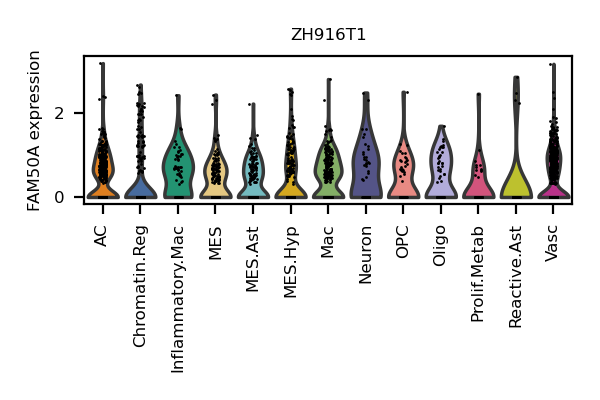 ZH916T1
FAM50A expression
2
0
AC
Chromatin.Reg
Inflammatory.Mac
MES
MES.Ast
MES.Hyp
Mac
Neuron
OPC
Oligo
Prolif.Metab
Reactive.Ast
Vasc